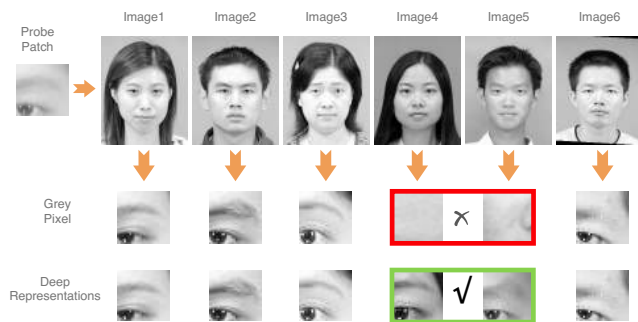 Image1 Image2 Image3 Image4 Image5 Image6
Probe
Patch
Grey
Pixel
Deep
Representations